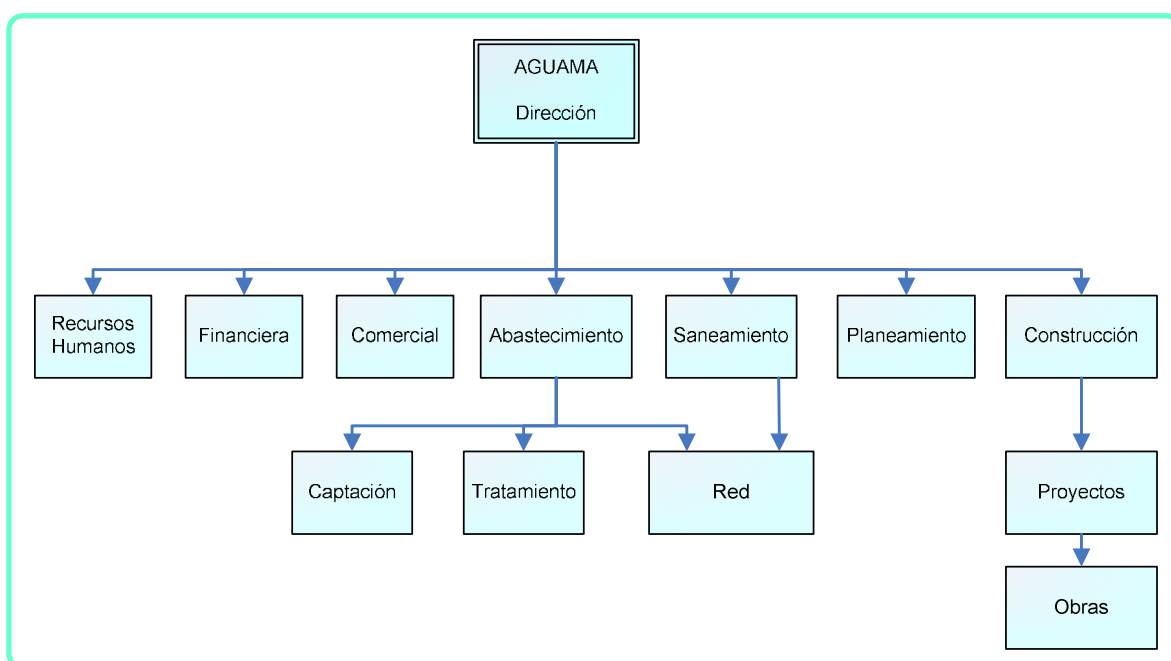 AGUAMA
Dirección
Recursos
Humanos
Financiera
Comercial
Abastecimiento
Saneamiento
Planeamiento
Construcción
Captación
Tratamiento
Red
Proyectos
Obras